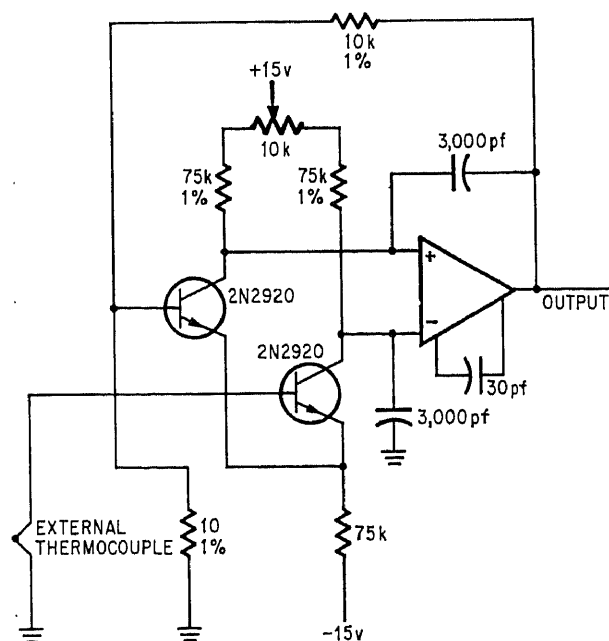 10k
1%
+15v
10k
3,000pf
75k
1%
75k
1%
+
2N2920
OUTPUT
−
2N2920
30pf
3,000pf
EXTERNAL
THERMOCOUPLE
10
1%
75k
−15v